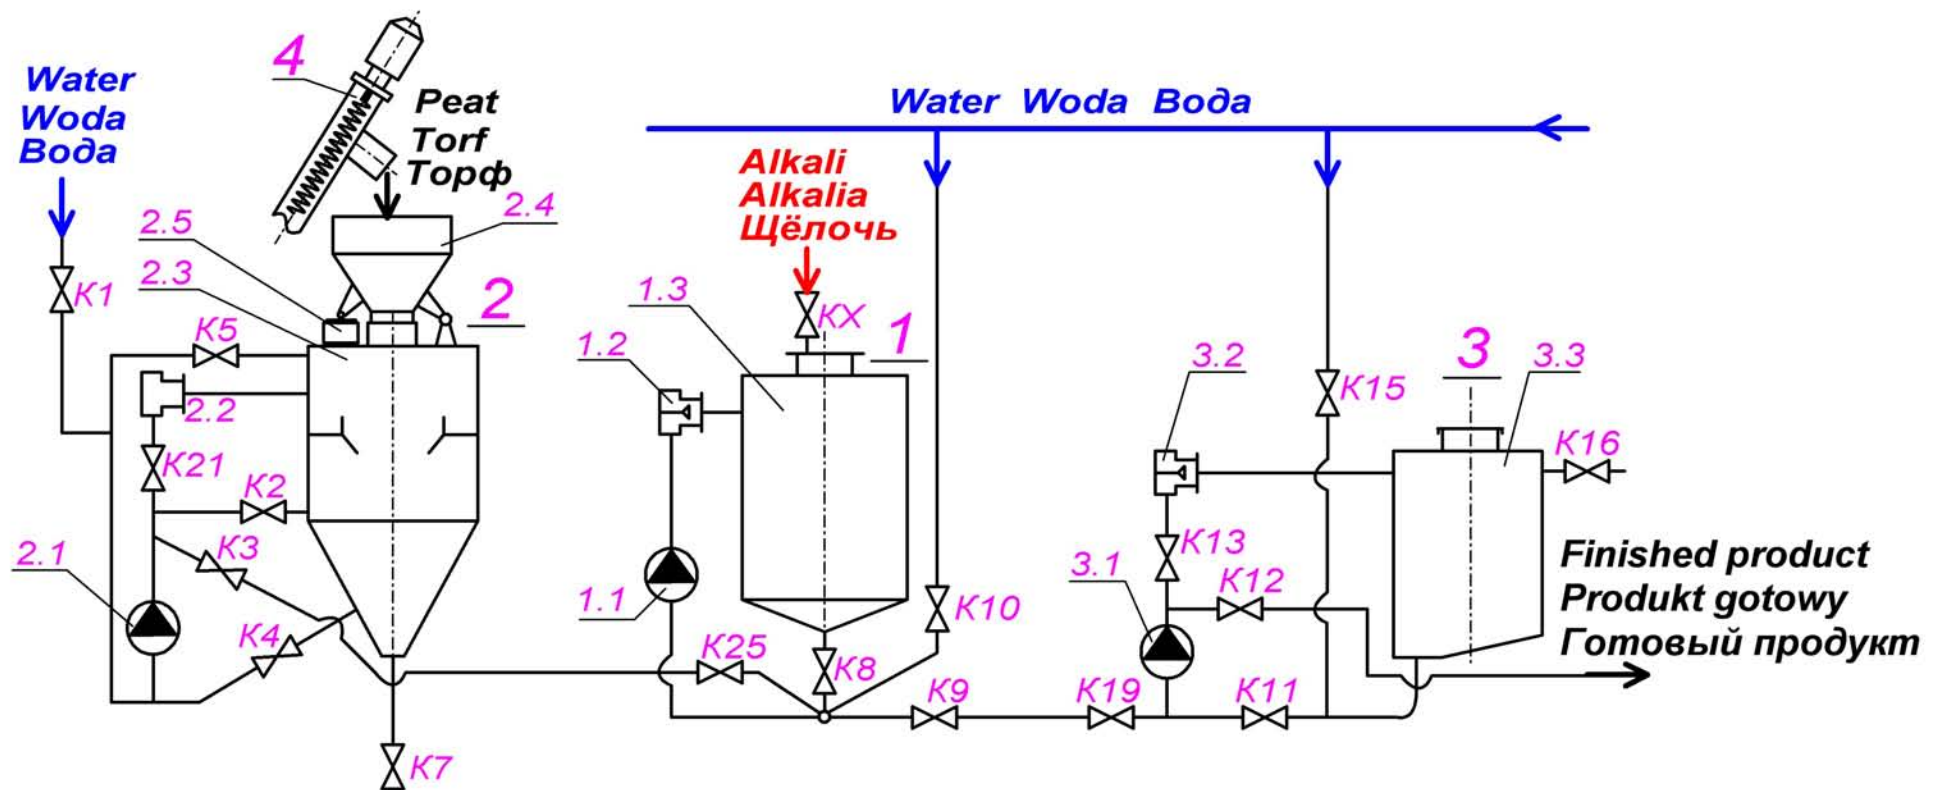 4
Water
Woda
Вода
Peat
Torf
Торф
Water Woda Вода
Alkali
Alkalia
Щёлочь
2.5
2.4
2.3
2
K1
K5
2.2
K21
K2
K3
2.1
K4
K7
1.3
KX
1
1.2
1.1
K25
K8
K10
K9
K19
K11
3.2
K15
3
3.3
K16
K13
K12
3.1
Finished product
Produkt gotowy
Готовый продукт